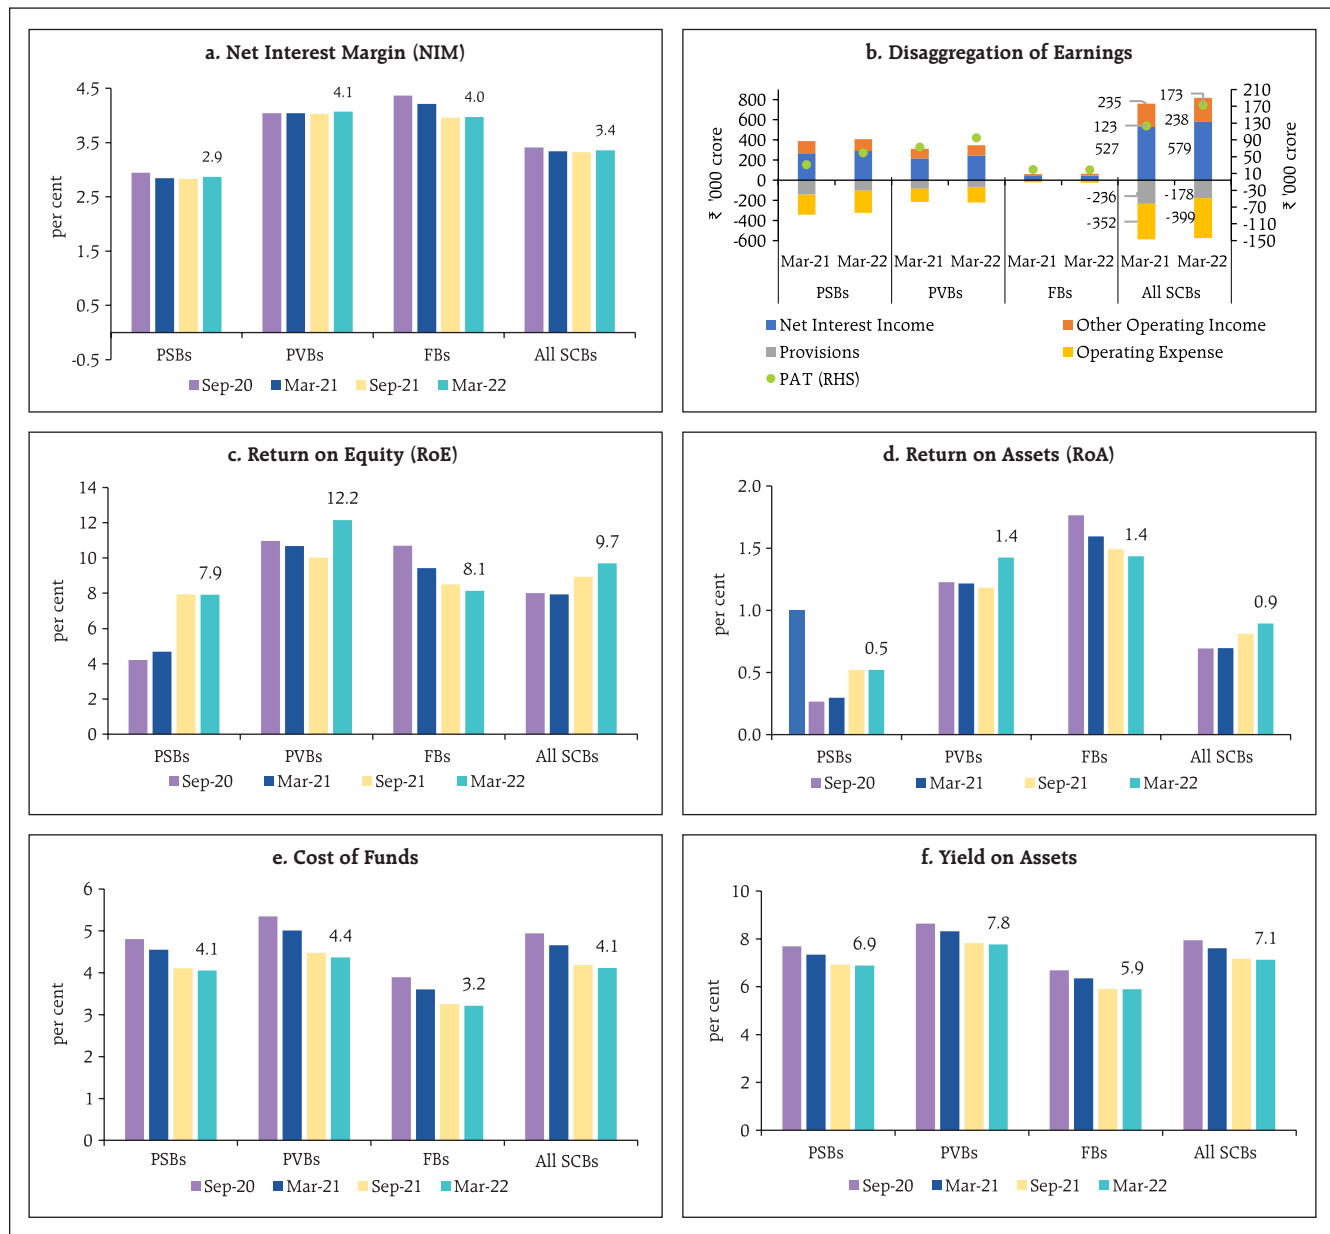 a. Net Interest Margin (NIM)
per cent
4.5
3.5
2.5
1.5
0.5
-0.5
2.9
4.1
4.0
3.4
PSBs PVBs FBs All SCBs
Sep-20 Mar-21 Sep-21 Mar-22
b. Disaggregation of Earnings
₹ '000 crore
800
600
400
200
0
-200
-400
-600
235
123
527
173
238
579
-236
-352
-178
-399
210
170
130
90
50
10
-30
-70
-110
-150
₹ '000 crore
Mar-21 Mar-22 Mar-21 Mar-22 Mar-21 Mar-22 Mar-21 Mar-22
PSBs PVBs FBs All SCBs
Net Interest Income Other Operating Income
Provisions Operating Expense
PAT (RHS)
c. Return on Equity (RoE)
per cent
14
12
10
8
6
4
2
0
7.9
12.2
8.1
9.7
PSBs PVBs FBs All SCBs
Sep-20 Mar-21 Sep-21 Mar-22
d. Return on Assets (RoA)
per cent
2.0
1.5
1.0
0.5
0.0
0.5
1.4
1.4
0.9
PSBs PVBs FBs All SCBs
Sep-20 Mar-21 Sep-21 Mar-22
e. Cost of Funds
per cent
6
5
4
3
2
1
0
4.1
4.4
3.2
4.1
PSBs PVBs FBs All SCBs
Sep-20 Mar-21 Sep-21 Mar-22
f. Yield on Assets
per cent
10
8
6
4
2
0
6.9
7.8
5.9
7.1
PSBs PVBs FBs All SCBs
Sep-20 Mar-21 Sep-21 Mar-22